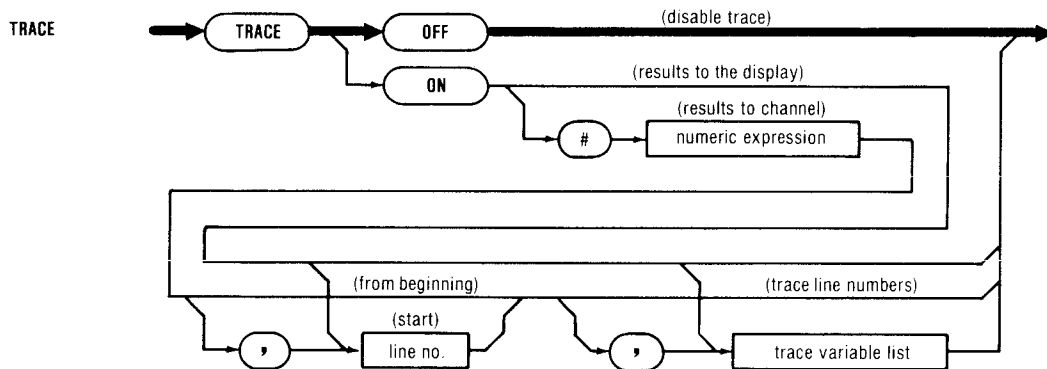 TRACE
TRACE
OFF
(disable trace)
ON
(results to the display)
(results to channel)
#
numeric expression
(from beginning)
(trace line numbers)
(start)
,
line no.
,
trace variable list